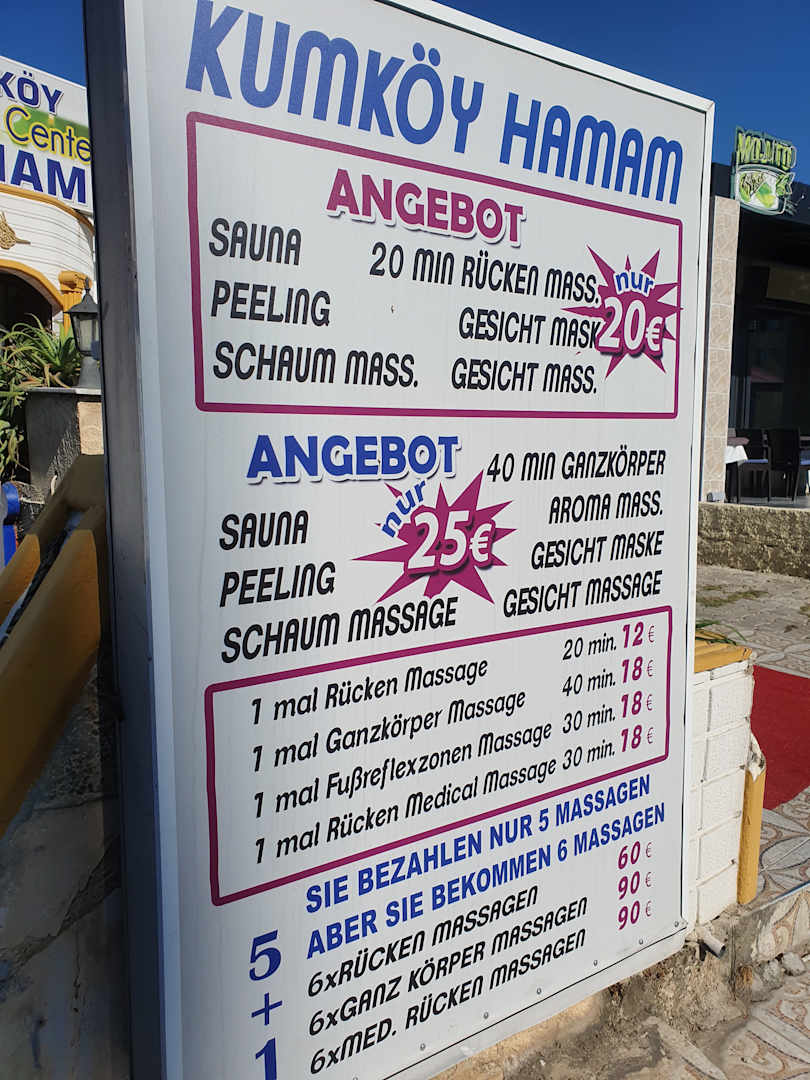 KUMKÖY HAMAM
ANGEBOT
SAUNA 20 MIN RÜCKEN MASS.
PEELING GESICHT MASK
SCHAUM MASS. GESICHT MASS.
nur
20€
ANGEBOT
40 MIN GANZKÖRPER
SAUNA AROMA MASS.
PEELING GESICHT MASKE
SCHAUM MASSAGE GESICHT MASSAGE
nur
25€
1 mal Rücken Massage 20 min. 12 €
1 mal Ganzkörper Massage 40 min. 18 €
1 mal Fußreflexzonen Massage 30 min. 18 €
1 mal Rücken Medical Massage 30 min. 18 €
SIE BEZAHLEN NUR 5 MASSAGEN
ABER SIE BEKOMMEN 6 MASSAGEN
5
+
1
6xRÜCKEN MASSAGEN 60 €
6xGANZ KÖRPER MASSAGEN 90 €
6xMED. RÜCKEN MASSAGEN 90 €
KÖY
Cente
AM
MOJITO